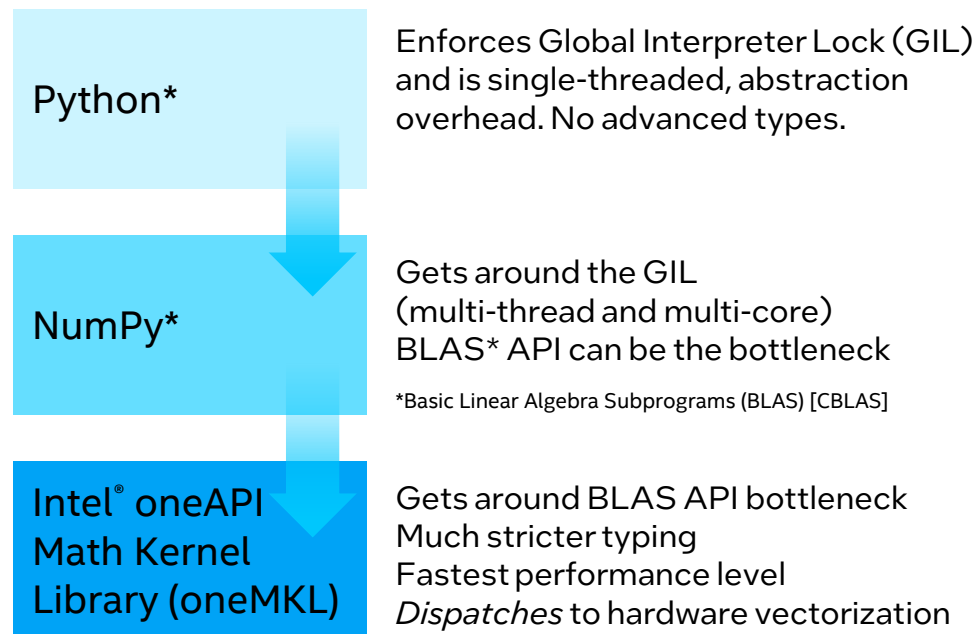 Python*
Enforces Global Interpreter Lock (GIL)
and is single-threaded, abstraction
overhead. No advanced types.
NumPy*
Gets around the GIL
(multi-thread and multi-core)
BLAS* API can be the bottleneck
*Basic Linear Algebra Subprograms (BLAS) [CBLAS]
Intel® oneAPI
Math Kernel
Library (oneMKL)
Gets around BLAS API bottleneck
Much stricter typing
Fastest performance level
Dispatches to hardware vectorization